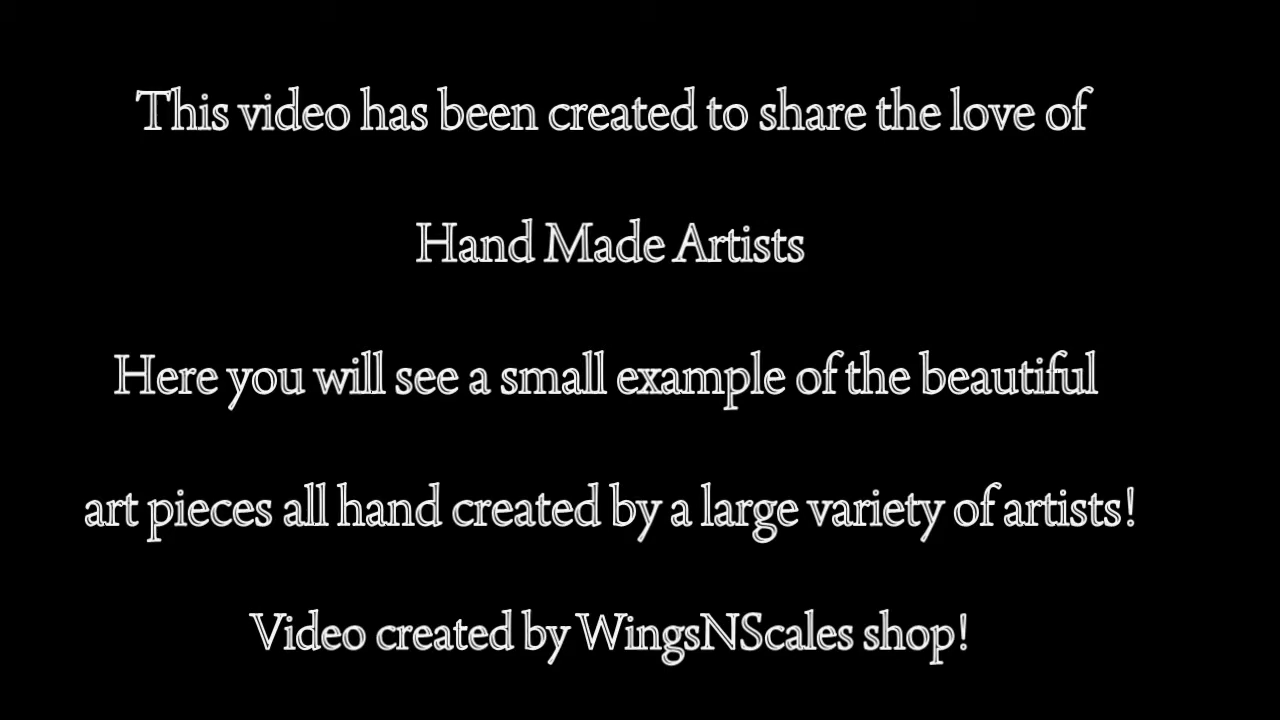 This video has been created to share the love of
Hand Made Artists
Here you will see a small example of the beautiful
art pieces all hand created by a large variety of artists!
Video created by WingsNScales shop!